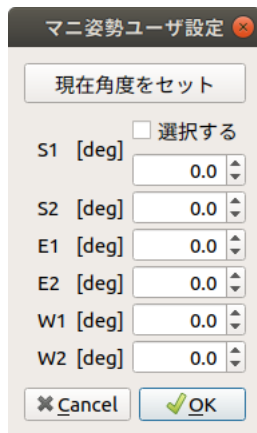 マニ姿勢ユーザ設定
現在角度をセット
選択する
S1 [deg] 0.0
S2 [deg] 0.0
E1 [deg] 0.0
E2 [deg] 0.0
W1 [deg] 0.0
W2 [deg] 0.0
Cancel OK